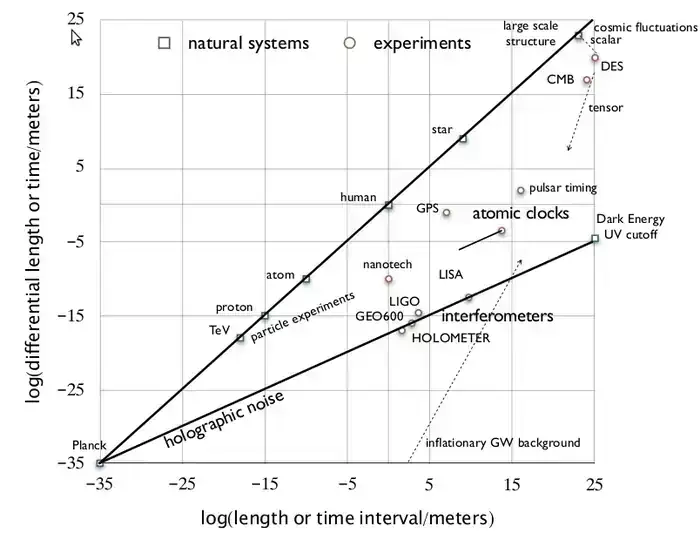 25
natural systems
experiments
large scale
structure
cosmic fluctuations
scalar
DES
CMB
15
tensor
star
5
pulsar timing
human
GPS
atomic clocks
Dark Energy
UV cutoff
−5
nanotech
LISA
atom
LIGO
proton
particle experiments
GEO600
interferometers
−15
TeV
HOLOMETER
−25
holographic noise
Planck
inflationary GW background
−35
−35
−25
−15
−5
5
15
25
log(length or time interval/meters)
log(differential length or time/meters)